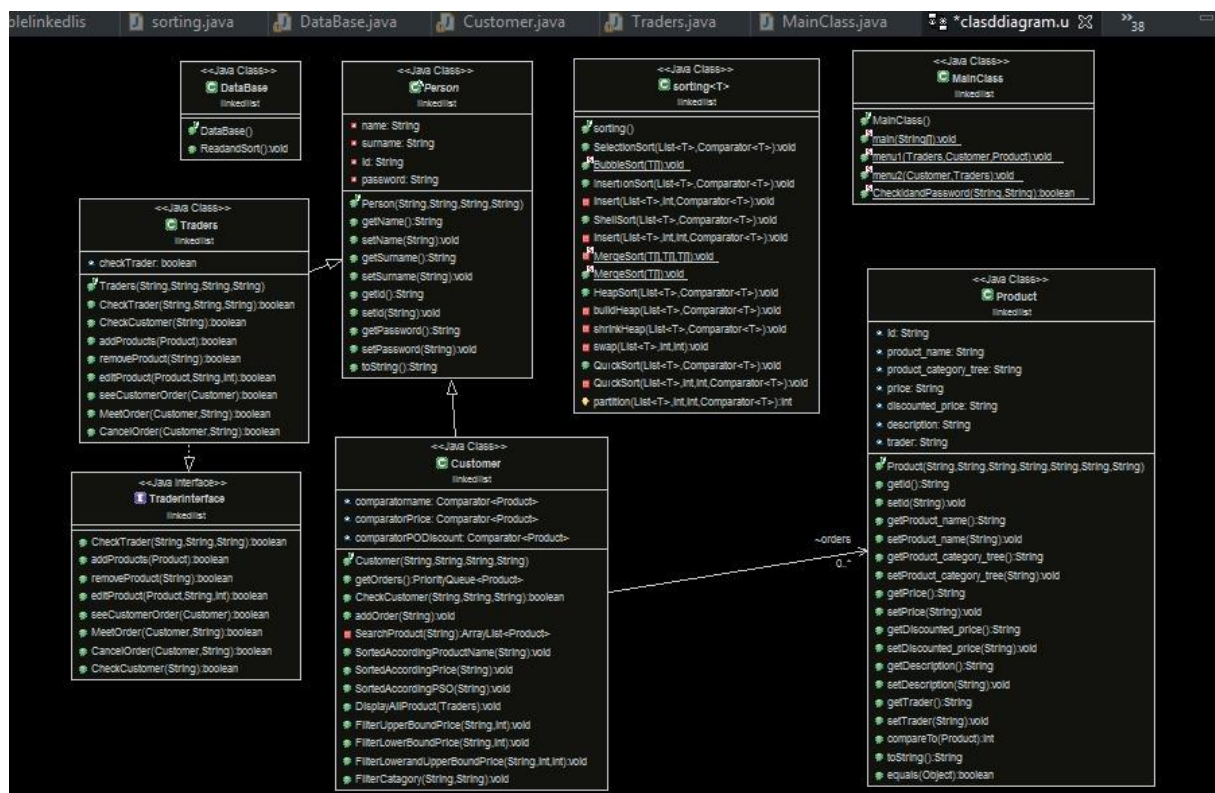 olelinkedlis
sorting.java
DataBase.java
Customer.java
Traders.java
MainClass.java
*clasddiagram.u
»38
<<Java Class>>
DataBase
linkedlist
DataBase()
ReadandSort():void
<<Java Class>>
Person
linkedlist
name: String
surname: String
id: String
password: String
Person(String,String,String,String)
getName():String
setName(String):void
getSurname():String
setSurname(String):void
getId():String
setId(String):void
getPassword():String
setPassword(String):void
toString():String
<<Java Class>>
sorting<T>
linkedlist
sorting()
SelectionSort(List<T>,Comparator<T>):void
BubbleSort(T[]):void
InsertionSort(List<T>,Comparator<T>):void
Insert(List<T>,int,Comparator<T>):void
ShellSort(List<T>,Comparator<T>):void
Insert(List<T>,int,int,Comparator<T>):void
MergeSort(T[],T[],T[]):void
MergeSort(T[]):void
HeapSort(List<T>,Comparator<T>):void
buildHeap(List<T>,Comparator<T>):void
shrinkHeap(List<T>,Comparator<T>):void
swap(List<T>,int,int):void
QuickSort(List<T>,Comparator<T>):void
QuickSort(List<T>,int,int,Comparator<T>):void
partition(List<T>,int,int,Comparator<T>):int
<<Java Class>>
MainClass
linkedlist
MainClass()
main(String[]):void
menu1(Traders,Customer,Product):void
menu2(Customer,Traders):void
CheckIdandPassword(String,String):boolean
<<Java Class>>
Traders
linkedlist
checkTrader: boolean
Traders(String,String,String,String)
CheckTrader(String,String,String):boolean
CheckCustomer(String):boolean
addProducts(Product):boolean
removeProduct(String):boolean
editProduct(Product,String,int):boolean
seeCustomerOrder(Customer):boolean
MeetOrder(Customer,String):boolean
CancelOrder(Customer,String):boolean
<<Java Interface>>
TraderInterface
linkedlist
CheckTrader(String,String,String):boolean
addProducts(Product):boolean
removeProduct(String):boolean
editProduct(Product,String,int):boolean
seeCustomerOrder(Customer):boolean
MeetOrder(Customer,String):boolean
CancelOrder(Customer,String):boolean
CheckCustomer(String):boolean
<<Java Class>>
Customer
linkedlist
comparatorname: Comparator<Product>
comparatorPrice: Comparator<Product>
comparatorPODiscount: Comparator<Product>
Customer(String,String,String,String)
getOrders():PriorityQueue<Product>
CheckCustomer(String,String,String):boolean
addOrder(String):void
SearchProduct(String):ArrayList<Product>
SortedAccordingProductName(String):void
SortedAccordingPrice(String):void
SortedAccordingPSO(String):void
DisplayAllProduct(Traders):void
FilterUpperBoundPrice(String,int):void
FilterLowerBoundPrice(String,int):void
FilterLowerandUpperBoundPrice(String,int,int):void
FilterCatagory(String,String):void
~orders
0..*
<<Java Class>>
Product
linkedlist
id: String
product_name: String
product_category_tree: String
price: String
discounted_price: String
description: String
trader: String
Product(String,String,String,String,String,String,String)
getId():String
setId(String):void
getProduct_name():String
setProduct_name(String):void
getProduct_category_tree():String
setProduct_category_tree(String):void
getPrice():String
setPrice(String):void
getDiscounted_price():String
setDiscounted_price(String):void
getDescription():String
setDescription(String):void
getTrader():String
setTrader(String):void
compareTo(Product):int
toString():String
equals(Object):boolean